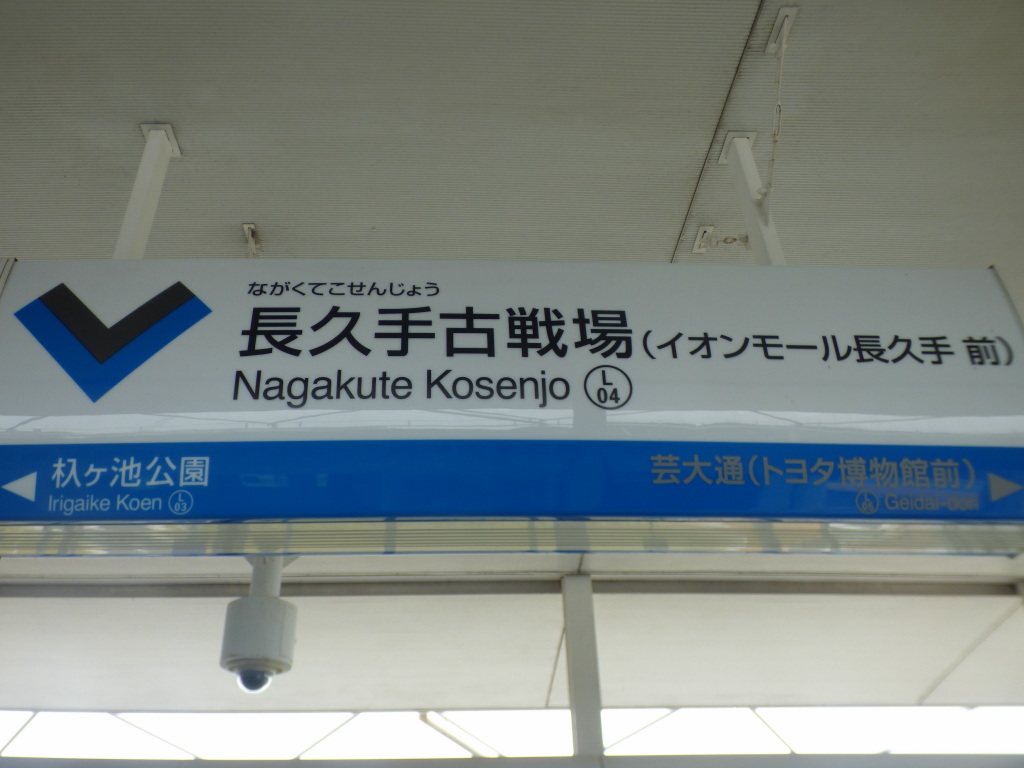 ながくてこせんじょう
長久手古戦場(イオンモール長久手 前)
Nagakute Kosenjo L 04
杁ヶ池公園
Irigaike Koen L 03
芸大通(トヨタ博物館前)
L 05 Geidai-dori